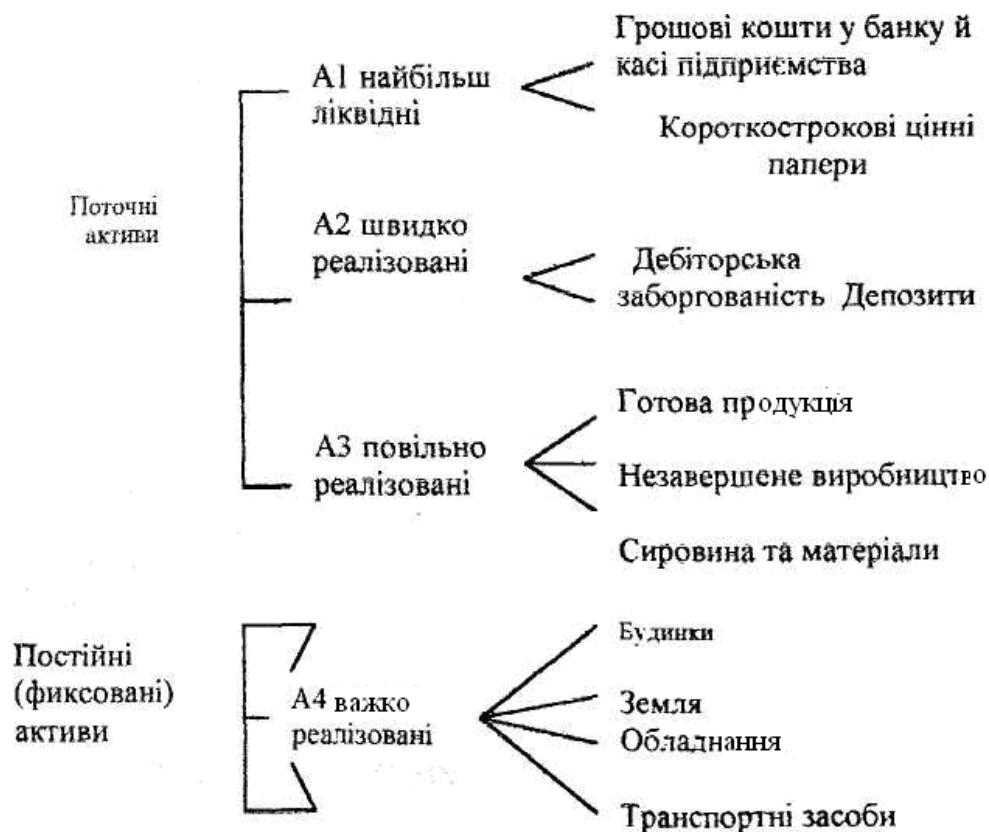 Грошові кошти у банку й
касі підприємства
А1 найбільш
ліквідні
Короткострокові цінні
папери
Поточні
активи
А2 швидко
реалізовані
Дебіторська
заборгованість Депозити
Готова продукція
А3 повільно
реалізовані
Незавершене виробництво
Сировина та матеріали
Постійні
(фиксовані)
активи
А4 важко
реалізовані
Будинки
Земля
Обладнання
Транспортні засоби